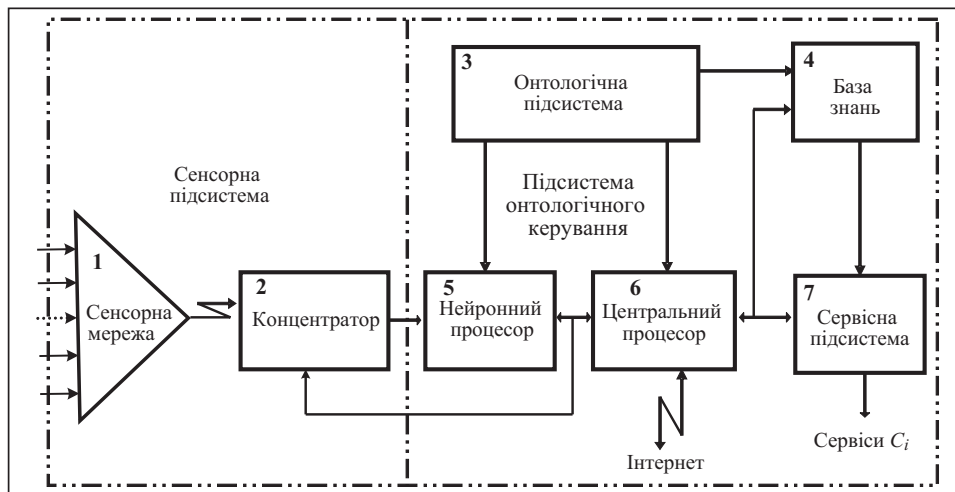 3
Онтологічна
підсистема
4
База
знань
Сенсорна
підсистема
Підсистема
онтологічного
керування
1
Сенсорна
мережа
2
Концентратор
5
Нейронний
процесор
6
Центральний
процесор
7
Сервісна
підсистема
Інтернет
Сервіси Ci